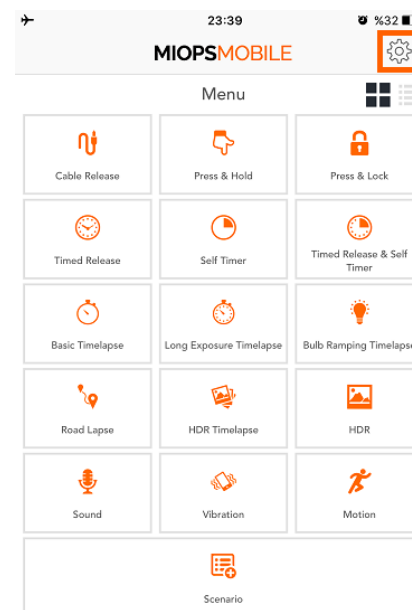 23:39
%32
MIOPSMOBILE
Menu
Cable Release
Press & Hold
Press & Lock
Timed Release
Self Timer
Timed Release & Self
Timer
Basic Timelapse
Long Exposure Timelapse
Bulb Ramping Timelapse
Road Lapse
HDR Timelapse
HDR
Sound
Vibration
Motion
Scenario